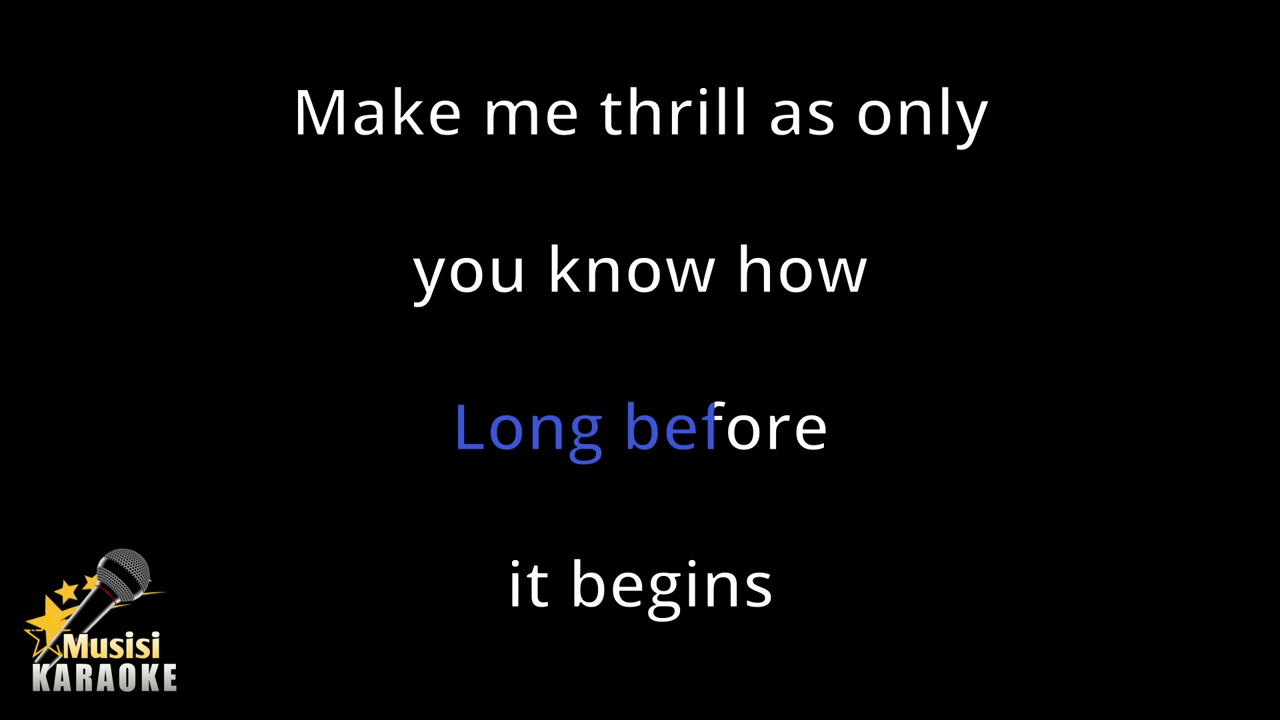 Make me thrill as only
you know how
Long before
it begins
Musisi
KARAOKE